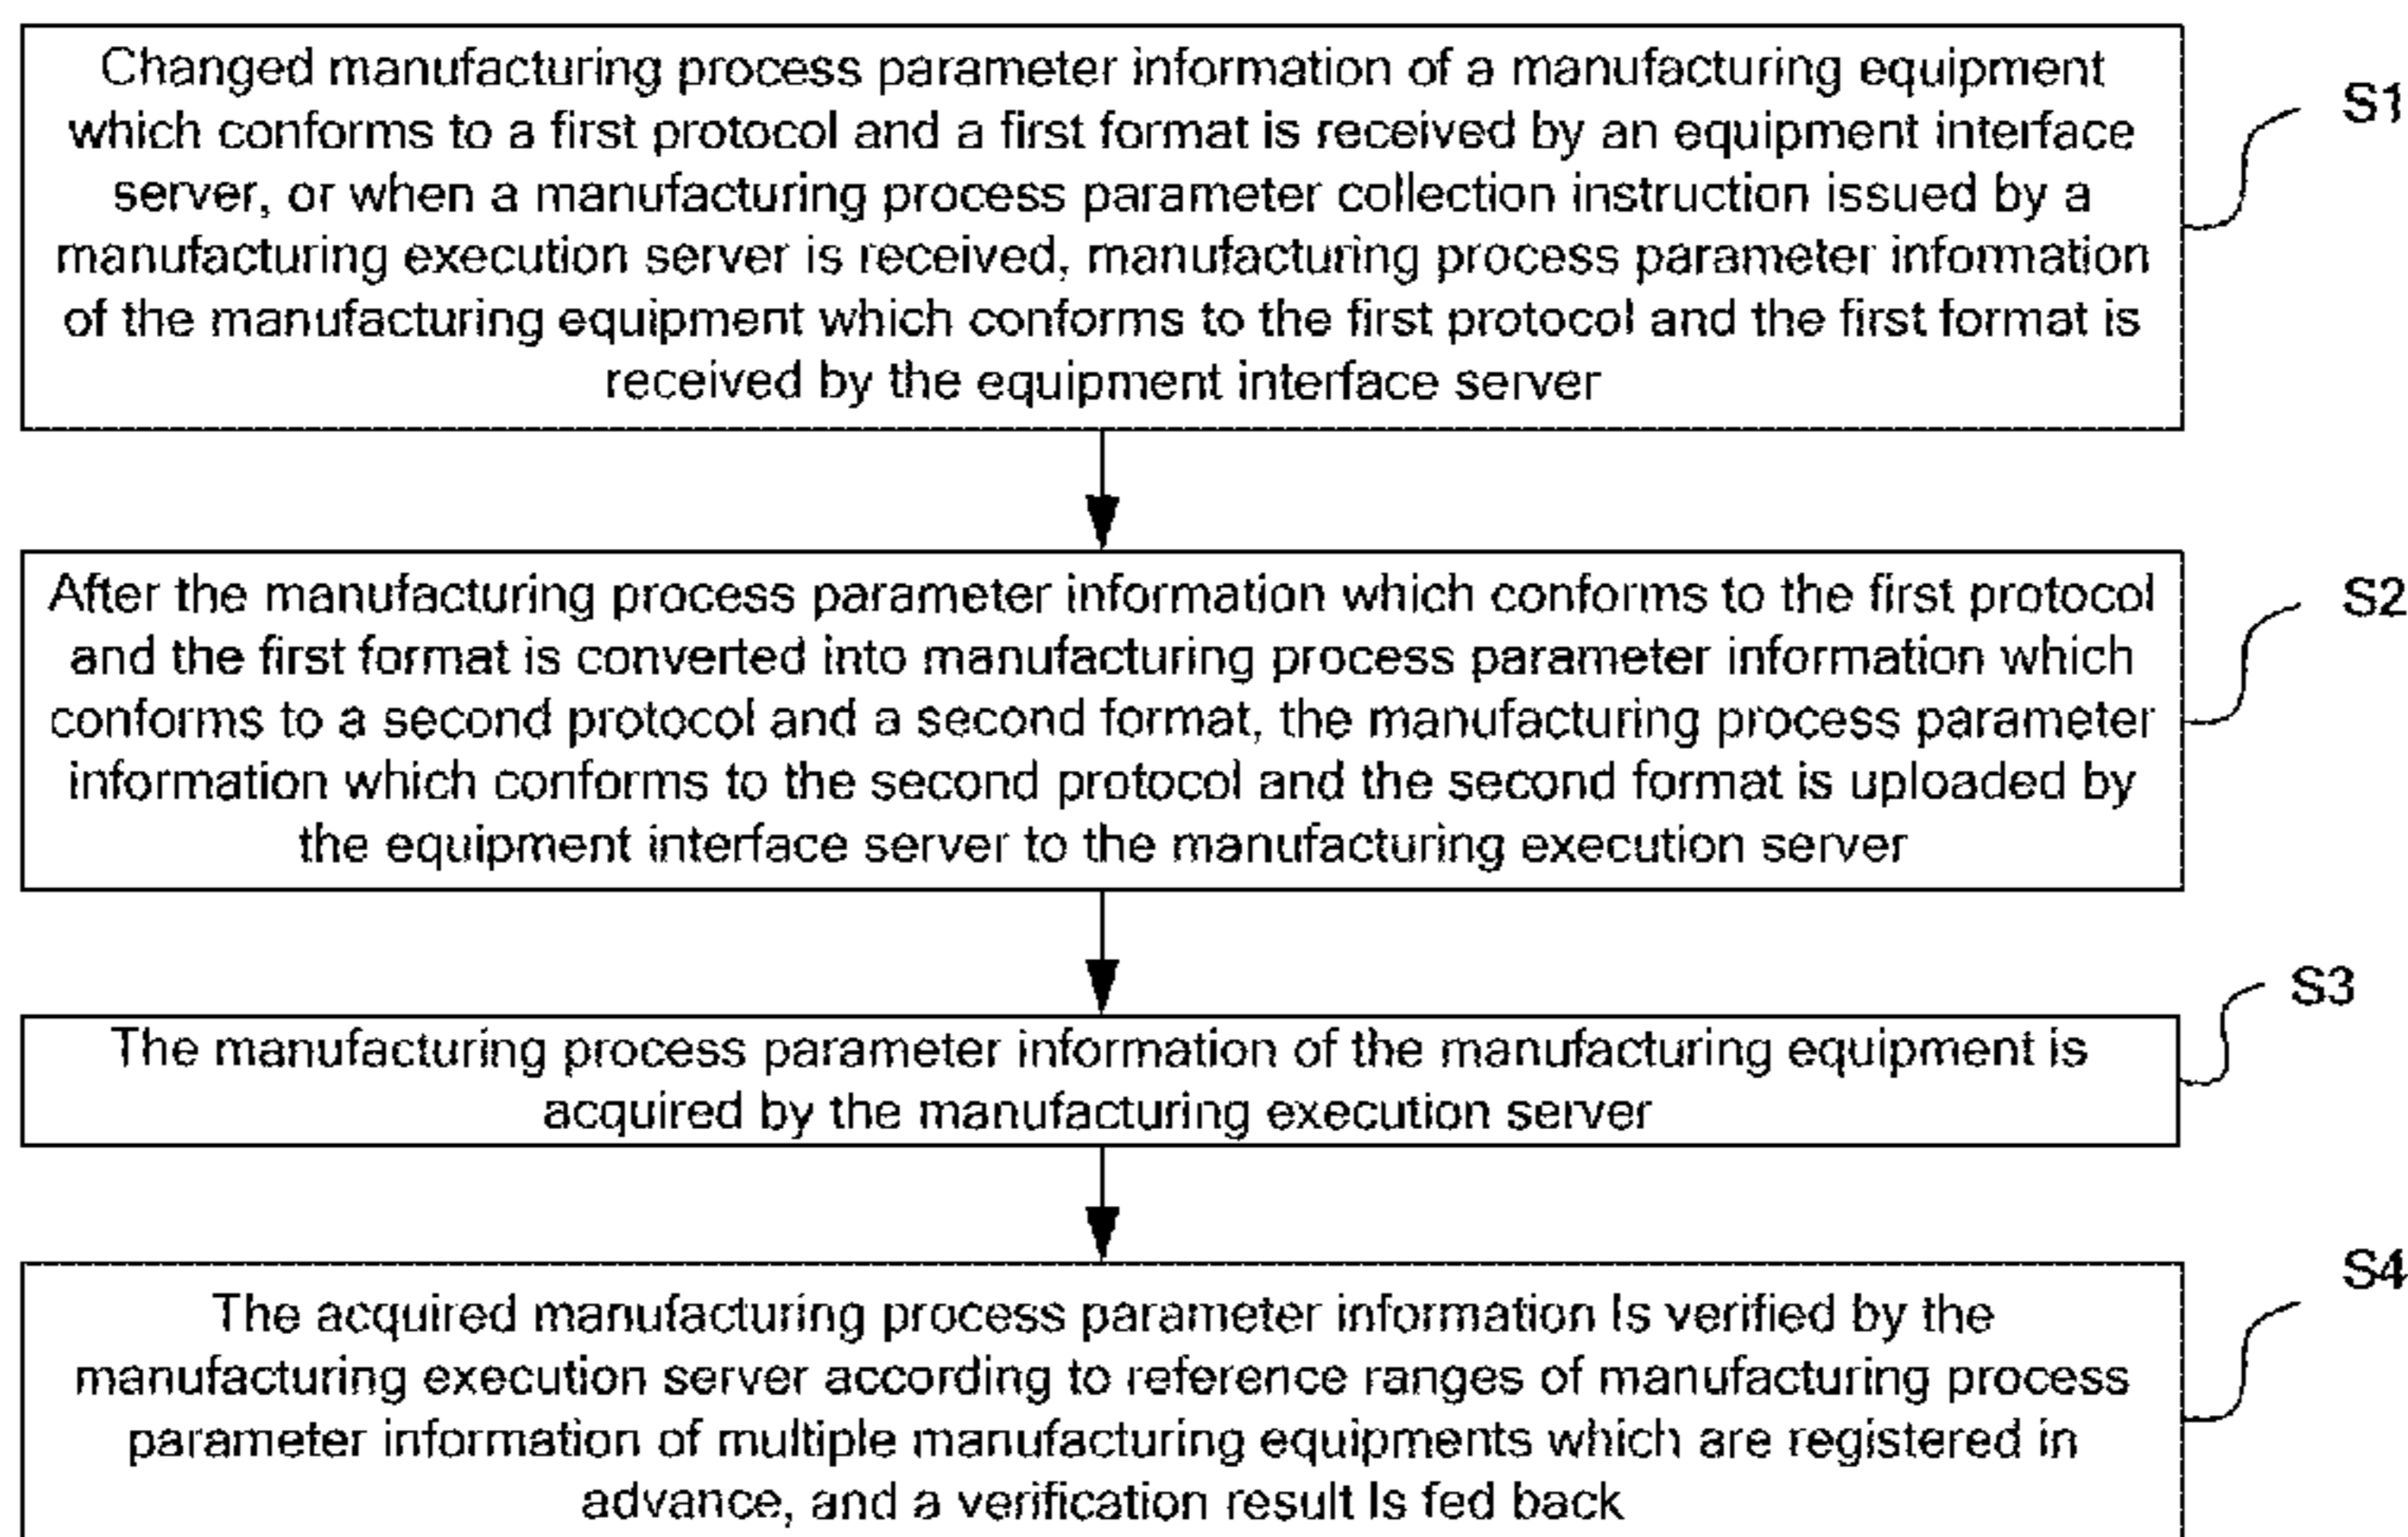 Changed manufacturing process parameter information of a manufacturing equipment
which conforms to a first protocol and a first format is received by an equipment interface
server, or when a manufacturing process parameter collection instruction issued by a
manufacturing execution server is received, manufacturing process parameter information
of the manufacturing equipment which conforms to the first protocol and the first format is
received by the equipment interface server
S1
After the manufacturing process parameter information which conforms to the first protocol
and the first format is converted into manufacturing process parameter information which
conforms to a second protocol and a second format, the manufacturing process parameter
information which conforms to the second protocol and the second format is uploaded by
the equipment interface server to the manufacturing execution server
S2
The manufacturing process parameter information of the manufacturing equipment is
acquired by the manufacturing execution server
S3
The acquired manufacturing process parameter information Is verified by the
manufacturing execution server according to reference ranges of manufacturing process
parameter information of multiple manufacturing equipments which are registered in
advance, and a verification result Is fed back
S4